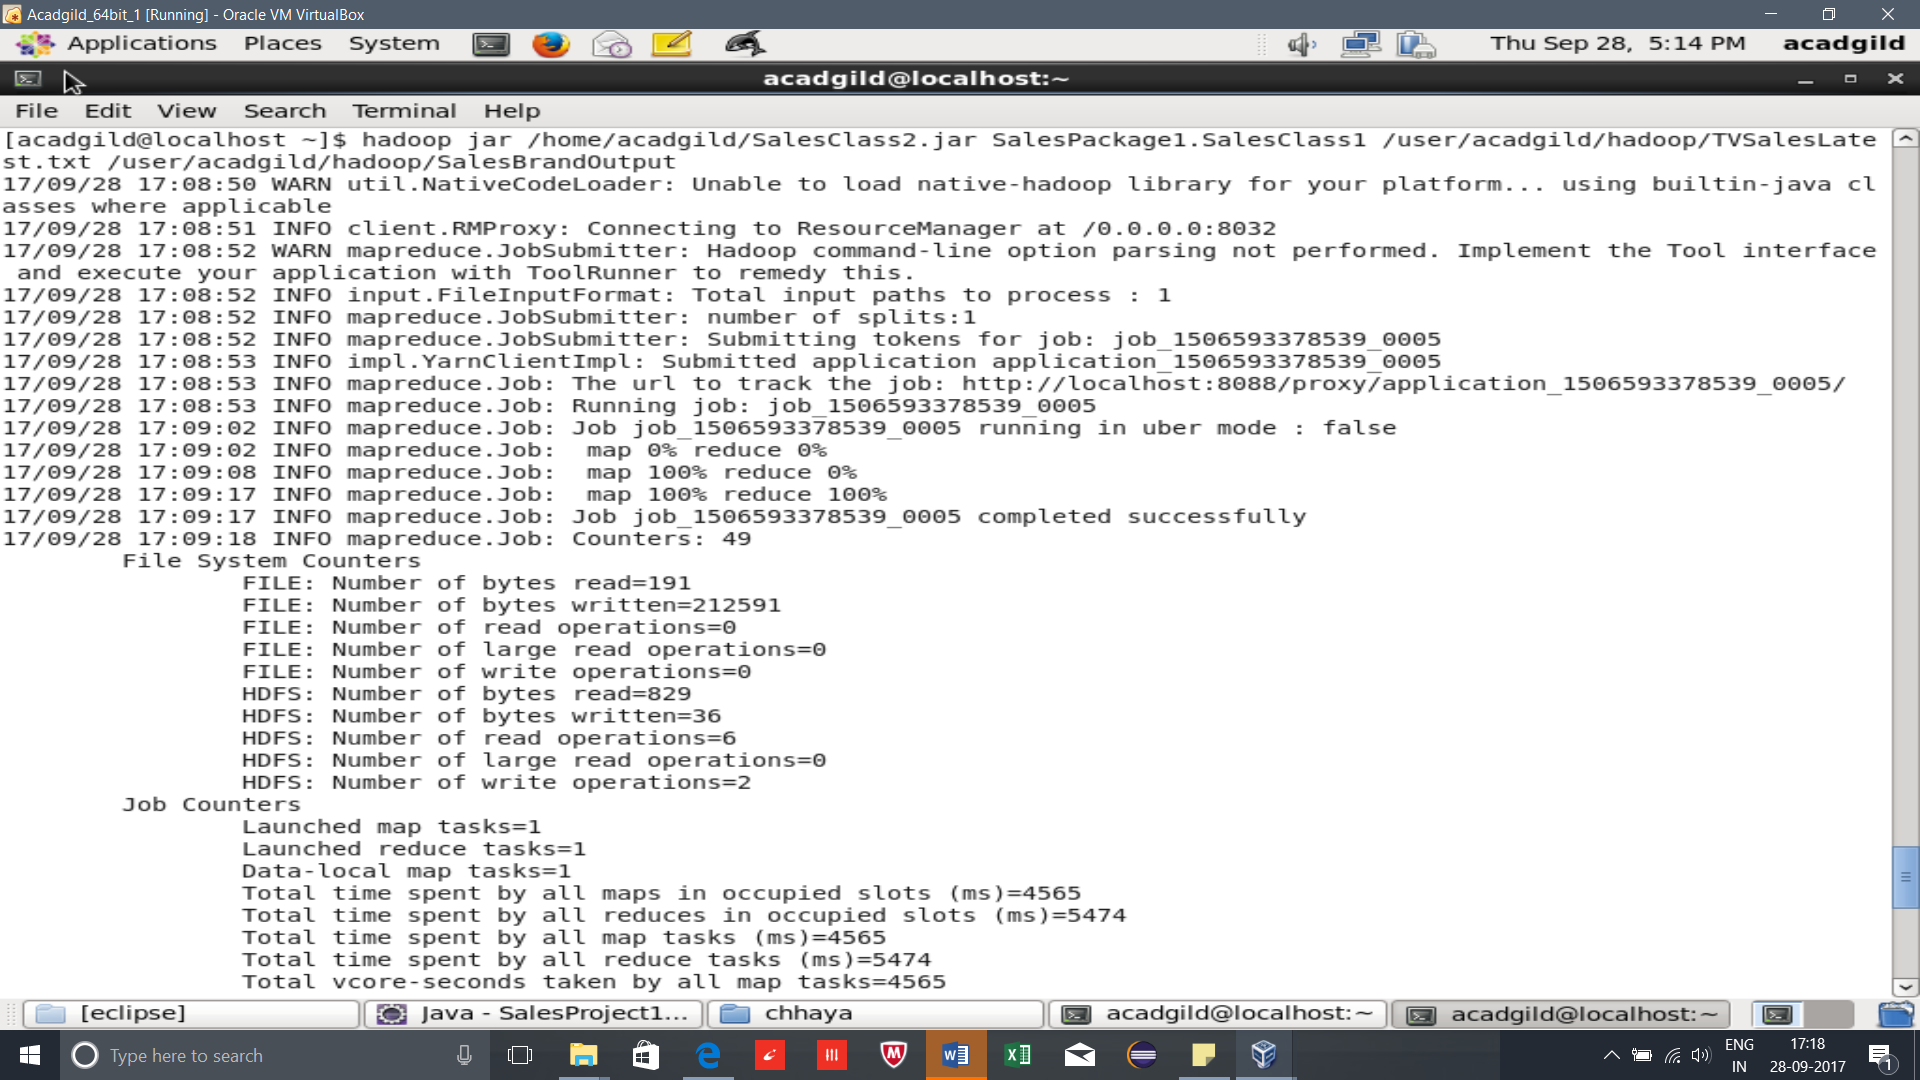 Acadgild_64bit_1 [Running] - Oracle VM VirtualBox
Applications Places System Thu Sep 28, 5:14 PM acadgild
acadgild@localhost:~
File Edit View Search Terminal Help
[acadgild@localhost ~]$ hadoop jar /home/acadgild/SalesClass2.jar SalesPackage1.SalesClass1 /user/acadgild/hadoop/TVSalesLate
st.txt /user/acadgild/hadoop/SalesBrandOutput
17/09/28 17:08:50 WARN util.NativeCodeLoader: Unable to load native-hadoop library for your platform... using builtin-java cl
asses where applicable
17/09/28 17:08:51 INFO client.RMProxy: Connecting to ResourceManager at /0.0.0.0:8032
17/09/28 17:08:52 WARN mapreduce.JobSubmitter: Hadoop command-line option parsing not performed. Implement the Tool interface
 and execute your application with ToolRunner to remedy this.
17/09/28 17:08:52 INFO input.FileInputFormat: Total input paths to process : 1
17/09/28 17:08:52 INFO mapreduce.JobSubmitter: number of splits:1
17/09/28 17:08:52 INFO mapreduce.JobSubmitter: Submitting tokens for job: job_1506593378539_0005
17/09/28 17:08:53 INFO impl.YarnClientImpl: Submitted application application_1506593378539_0005
17/09/28 17:08:53 INFO mapreduce.Job: The url to track the job: http://localhost:8088/proxy/application_1506593378539_0005/
17/09/28 17:08:53 INFO mapreduce.Job: Running job: job_1506593378539_0005
17/09/28 17:09:02 INFO mapreduce.Job: Job job_1506593378539_0005 running in uber mode : false
17/09/28 17:09:02 INFO mapreduce.Job:  map 0% reduce 0%
17/09/28 17:09:08 INFO mapreduce.Job:  map 100% reduce 0%
17/09/28 17:09:17 INFO mapreduce.Job:  map 100% reduce 100%
17/09/28 17:09:17 INFO mapreduce.Job: Job job_1506593378539_0005 completed successfully
17/09/28 17:09:18 INFO mapreduce.Job: Counters: 49
File System Counters
FILE: Number of bytes read=191
FILE: Number of bytes written=212591
FILE: Number of read operations=0
FILE: Number of large read operations=0
FILE: Number of write operations=0
HDFS: Number of bytes read=829
HDFS: Number of bytes written=36
HDFS: Number of read operations=6
HDFS: Number of large read operations=0
HDFS: Number of write operations=2
Job Counters
Launched map tasks=1
Launched reduce tasks=1
Data-local map tasks=1
Total time spent by all maps in occupied slots (ms)=4565
Total time spent by all reduces in occupied slots (ms)=5474
Total time spent by all map tasks (ms)=4565
Total time spent by all reduce tasks (ms)=5474
Total vcore-seconds taken by all map tasks=4565
[eclipse] Java - SalesProject1... chhaya acadgild@localhost:~ acadgild@localhost:~
Type here to search ENG 17:18
IN 28-09-2017 1